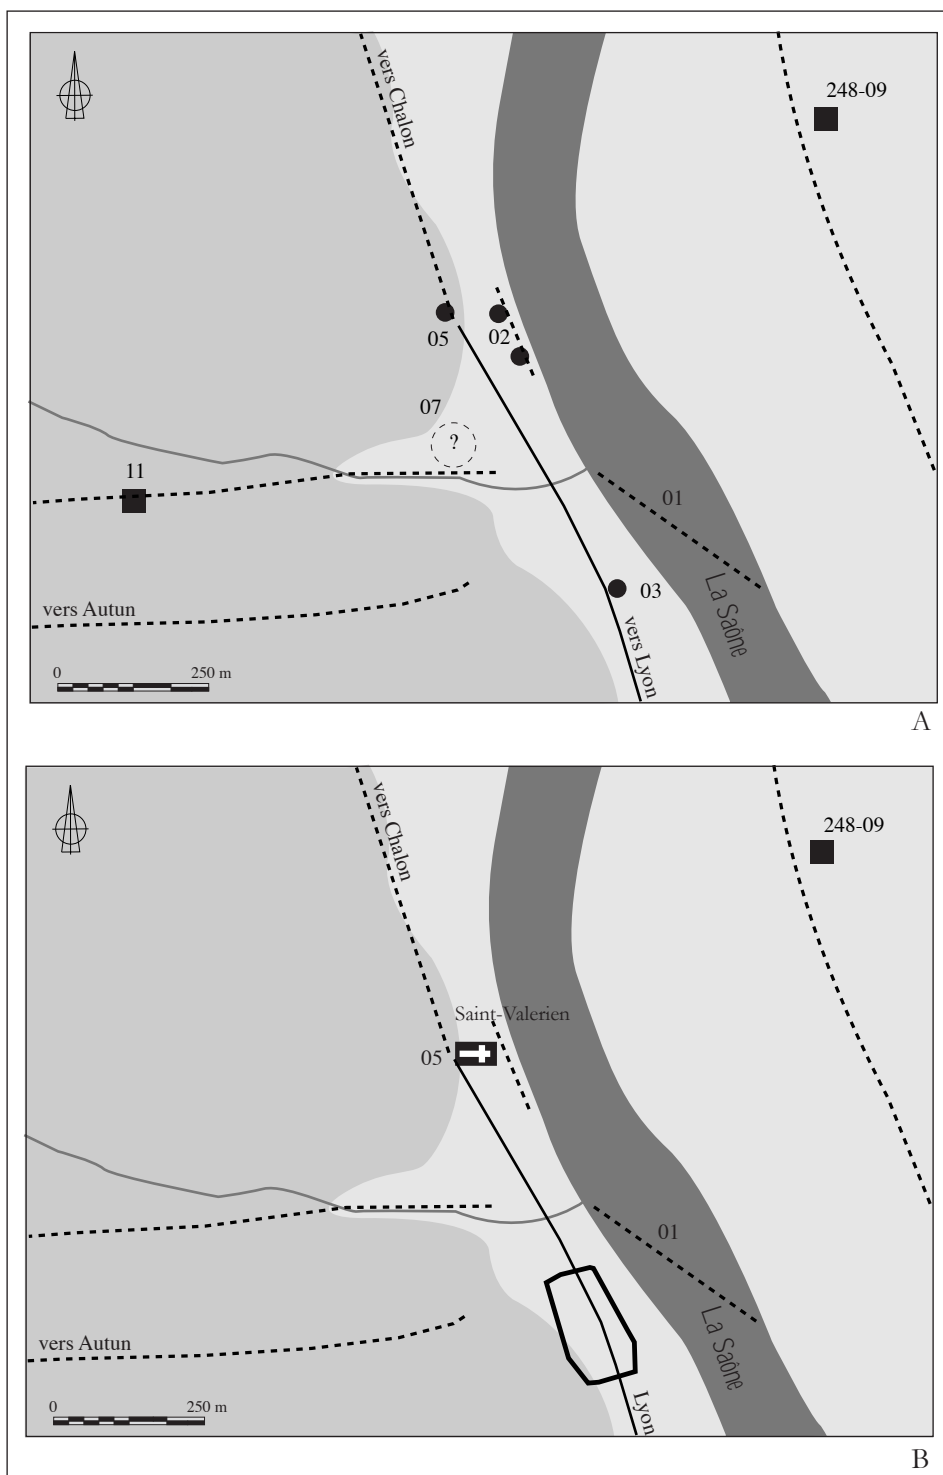 vers Chalon
248-09
05
02
07
?
11
01
03
La Saône
vers Autun
vers Lyon
0
250 m
A
vers Chalon
248-09
Saint-Valerien
05
01
vers Autun
La Saône
Lyon
0
250 m
B